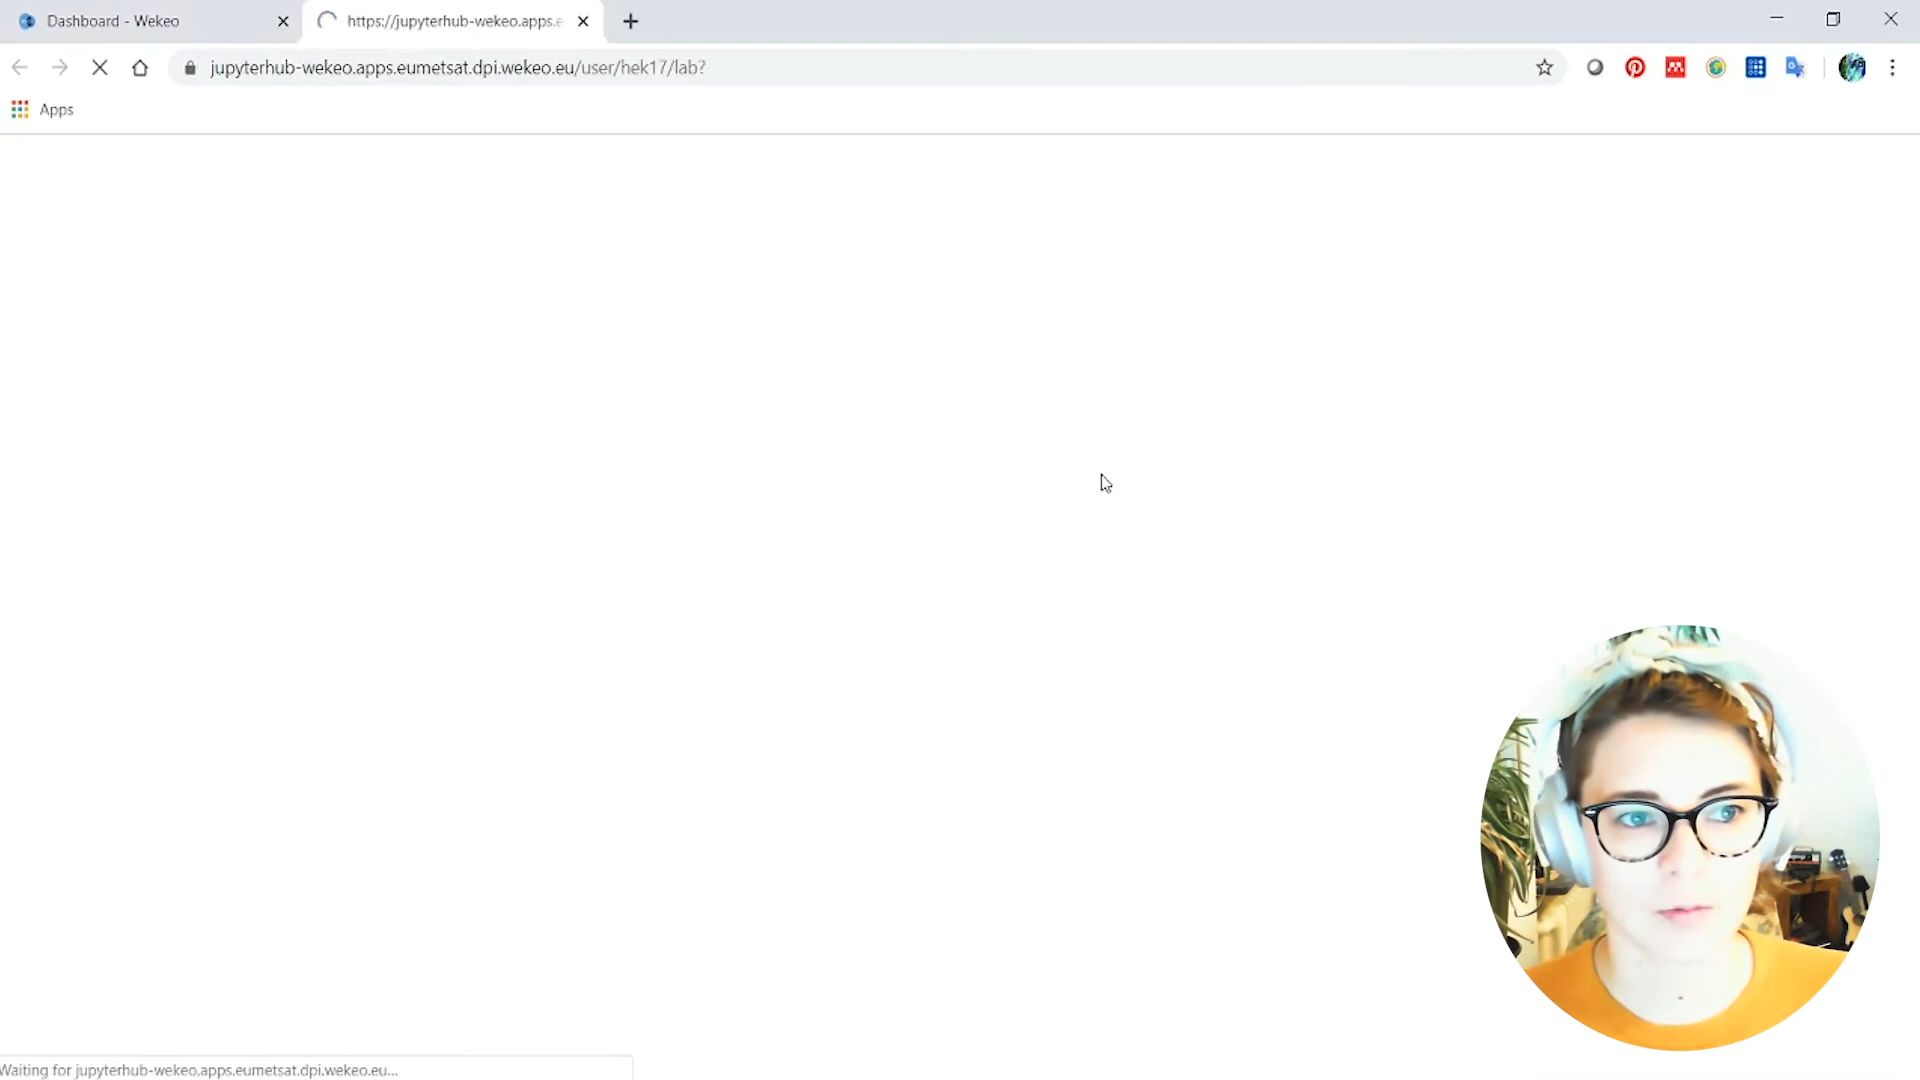 Dashboard - Wekeo
https://jupyterhub-wekeo.apps.e
jupyterhub-wekeo.apps.eumetsat.dpi.wekeo.eu/user/hek17/lab?
Apps
Waiting for jupyterhub-wekeo.apps.eumetsat.dpi.wekeo.eu...